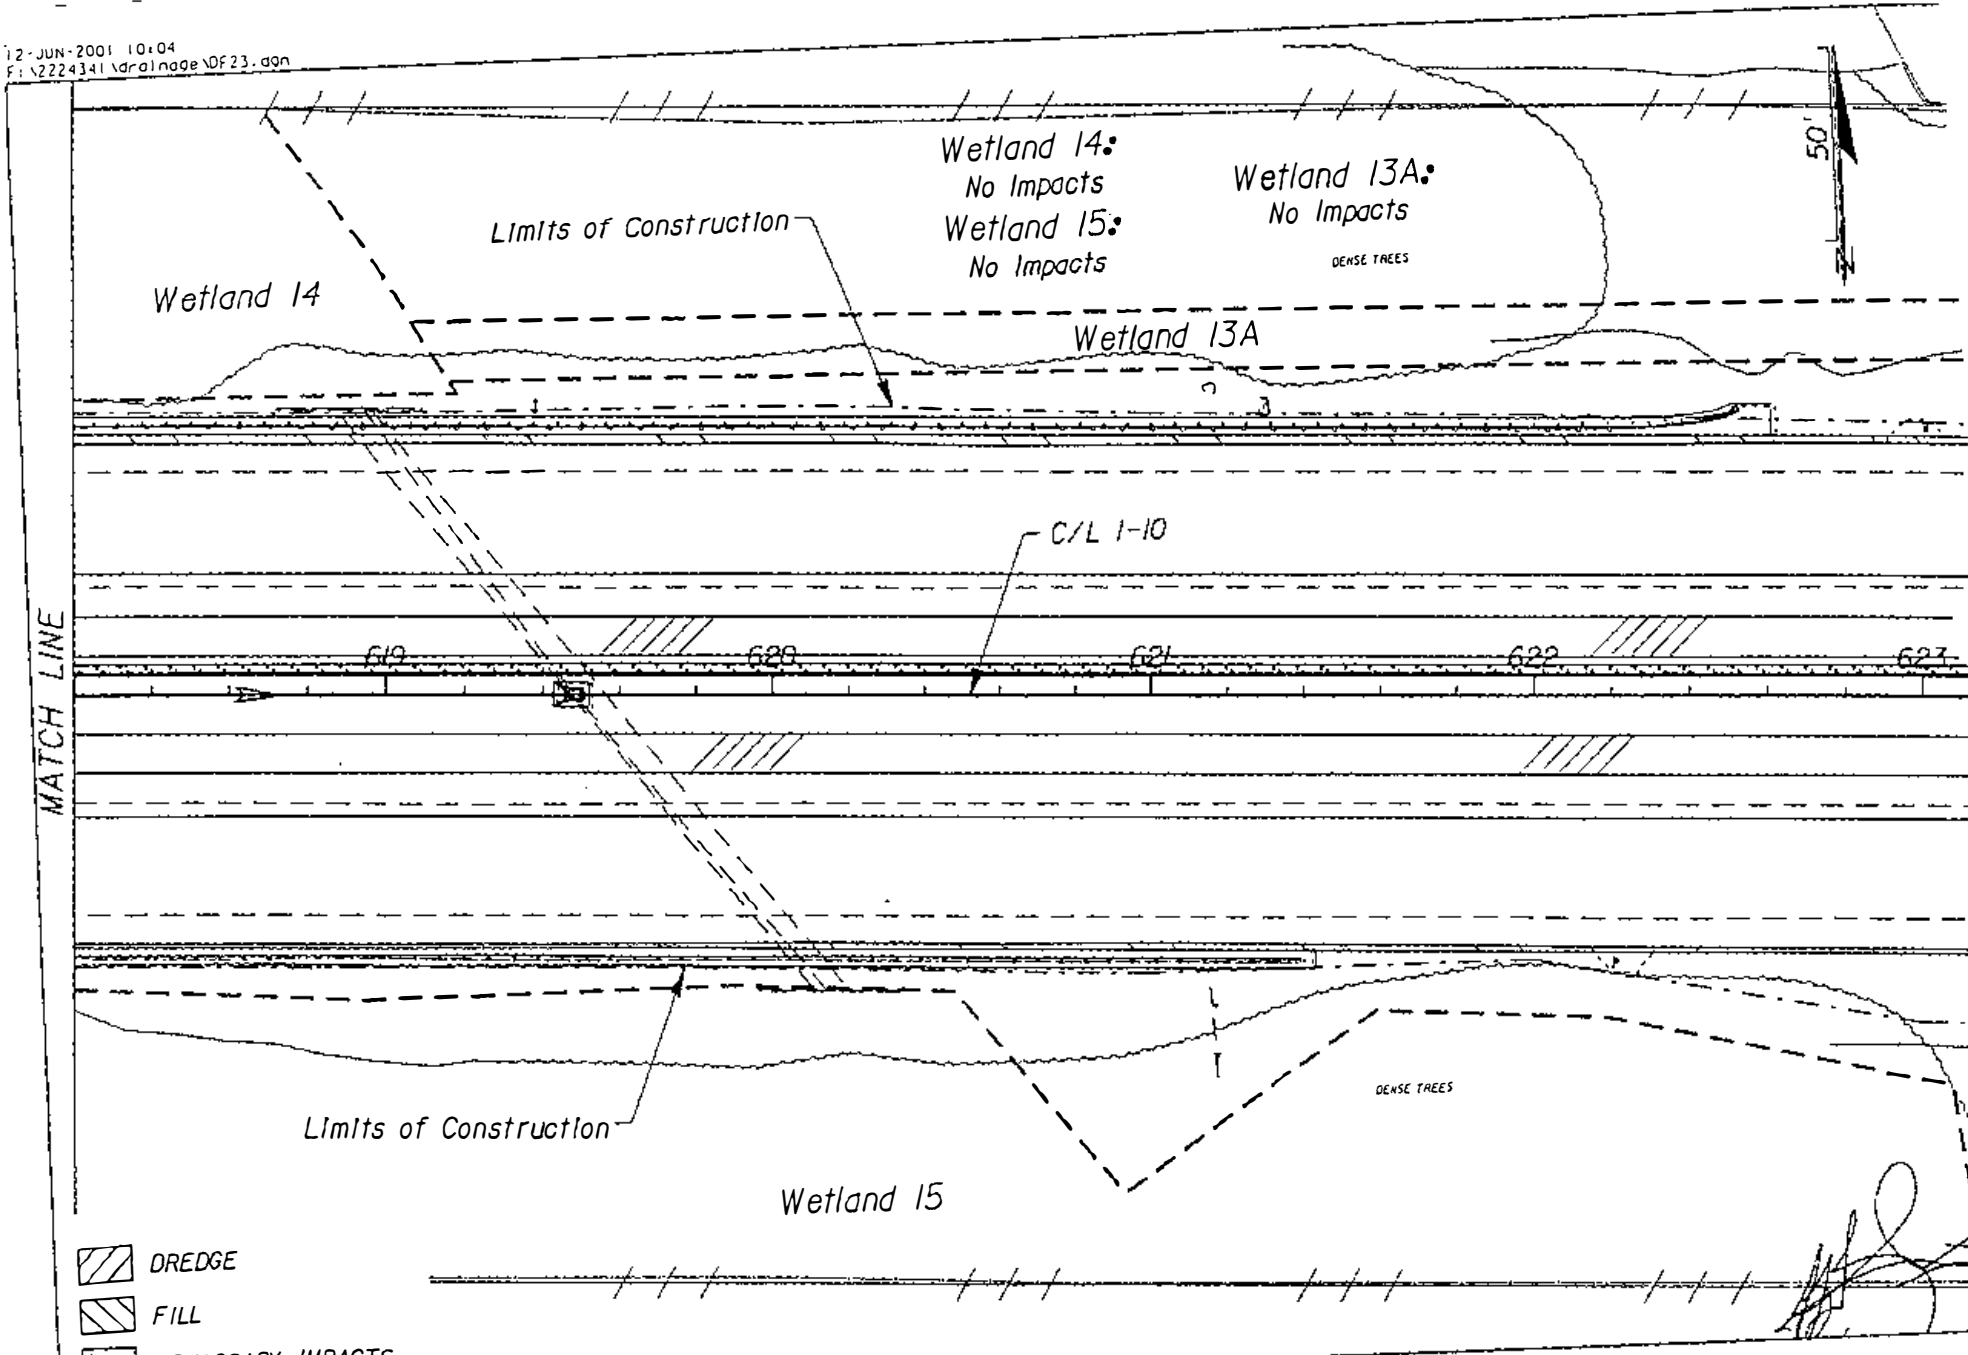 12-JUN-2001 10:04
F:\2224341\drainage\DF23.dgn
Wetland 14:
No Impacts
Wetland 15:
No Impacts
Wetland 13A:
No Impacts
50'
Limits of Construction
DENSE TREES
Wetland 14
Wetland 13A
C/L I-10
MATCH LINE
619
620
621
622
623
Limits of Construction
DENSE TREES
Wetland 15
DREDGE
FILL
IMPACTS